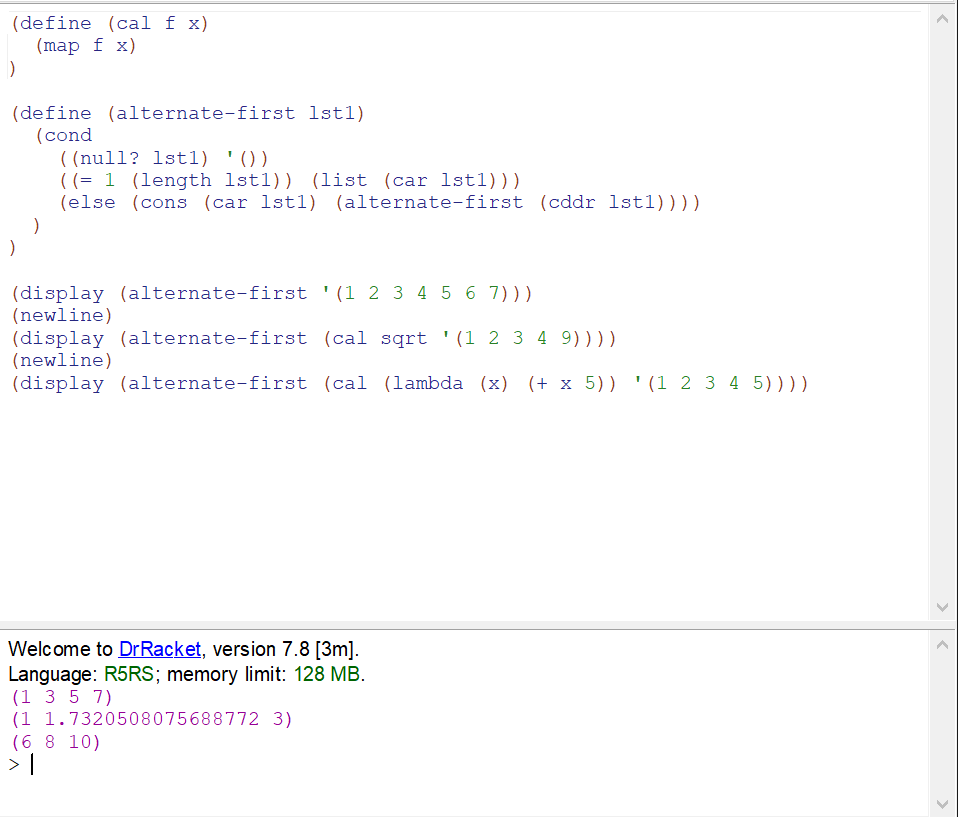 (define (cal f x)
  (map f x)
)

(define (alternate-first lst1)
  (cond
    ((null? lst1) '())
    ((= 1 (length lst1)) (list (car lst1)))
    (else (cons (car lst1) (alternate-first (cddr lst1))))
  )
)

(display (alternate-first '(1 2 3 4 5 6 7)))
(newline)
(display (alternate-first (cal sqrt '(1 2 3 4 9))))
(newline)
(display (alternate-first (cal (lambda (x) (+ x 5)) '(1 2 3 4 5))))
Welcome to DrRacket, version 7.8 [3m].
Language: R5RS; memory limit: 128 MB.
(1 3 5 7)
(1 1.7320508075688772 3)
(6 8 10)
>